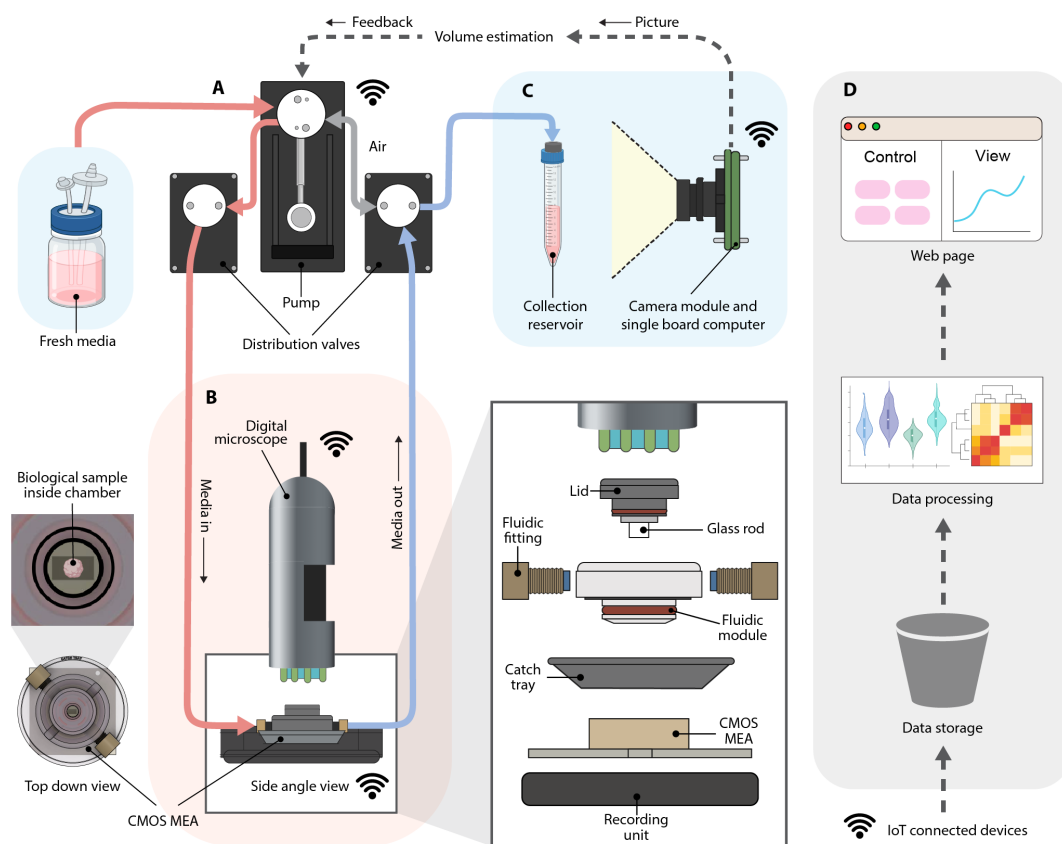 Feedback
Picture
Volume estimation
A
Air
Pump
Distribution valves
Fresh media
C
Collection
reservoir
Camera module and
single board computer
D
Control
View
Web page
Data processing
Data storage
IoT connected devices
B
Digital
microscope
Media in
Media out
Biological sample
inside chamber
Top down view
CMOS MEA
Side angle view
Lid
Glass rod
Fluidic
fitting
Fluidic
module
Catch
tray
CMOS
MEA
Recording
unit